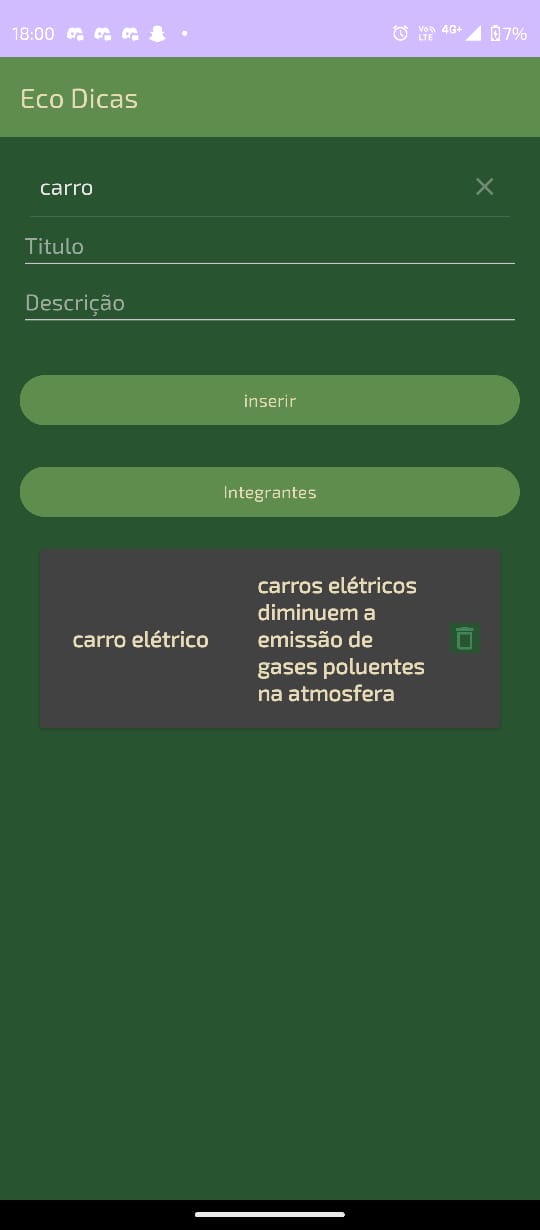 18:00
Vo)) LTE
4G+
7%
Eco Dicas
carro
Titulo
Descrição
inserir
Integrantes
carro elétrico
carros elétricos
diminuem a
emissão de
gases poluentes
na atmosfera